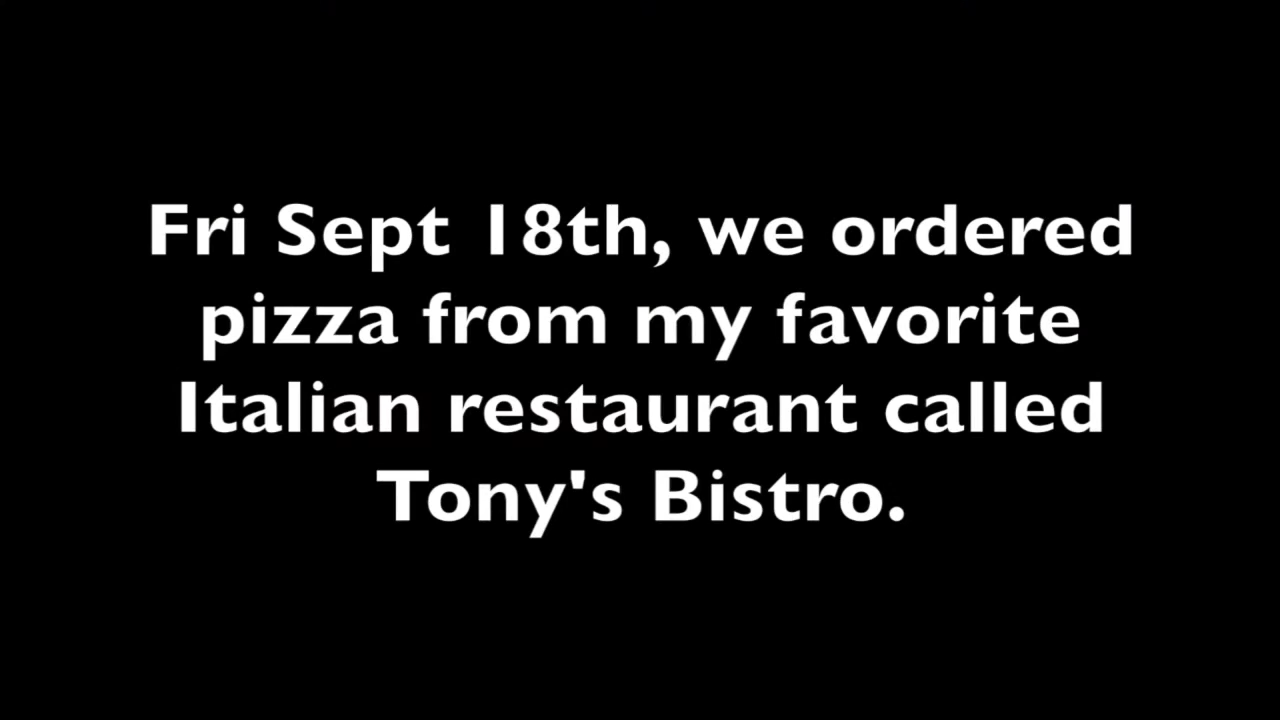 Fri Sept 18th, we ordered
pizza from my favorite
Italian restaurant called
Tony's Bistro.